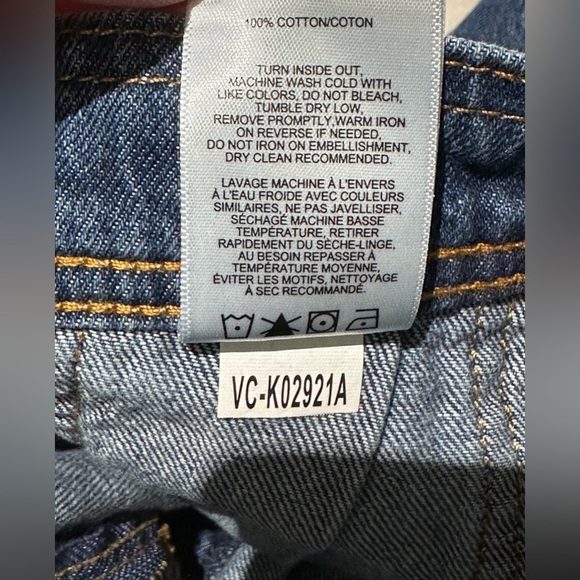 100% COTTON/COTON
TURN INSIDE OUT,
MACHINE WASH COLD WITH
LIKE COLORS, DO NOT BLEACH,
TUMBLE DRY LOW,
REMOVE PROMPTLY,WARM IRON
ON REVERSE IF NEEDED,
DO NOT IRON ON EMBELLISHMENT,
DRY CLEAN RECOMMENDED.
LAVAGE MACHINE À L'ENVERS
À L'EAU FROIDE AVEC COULEURS
SIMILAIRES, NE PAS JAVELLISER,
SÉCHAGE MACHINE BASSE
TEMPÉRATURE, RETIRER
RAPIDEMENT DU SÈCHE-LINGE,
AU BESOIN REPASSER À
TEMPÉRATURE MOYENNE,
ÉVITER LES MOTIFS, NETTOYAGE
À SEC RECOMMANDÉ.
VC-K02921A